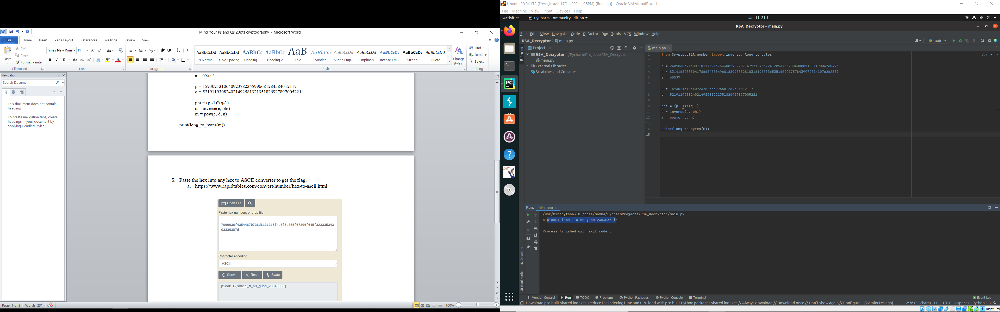 Mind Your Ps and Qs 20pts cryptography - Microsoft Word
File Home Insert Page Layout References Mailings Review View
Paste
Cut
Copy
Format Painter
Times New Rom: 11
AaBbCcDd AaBbCcDd AaBbCc AaBbCc AaB AaBbCcl AaBbCcDd AaBbCcDd AaBbCcDc AaBbCcDc AaBbCcDd
¶ Normal ¶ No Spacing Heading 1 Heading 2 Title Subtitle Subtle Emp... Emphasis Intense Em... Strong Quote
Change Styles
Find
Replace
Select
Clipboard Font Paragraph Styles Editing
Navigation
Search Document
This document does not contain headings.
To create navigation tabs, create headings in your document by applying Heading Styles.
e = 65537
p = 1593021310640923782355996681284584012117
q = 521911930824021492581321351826927897005221
phi = (p -1)*(q-1)
d = inverse(e, phi)
m = pow(c, d, n)
print(long_to_bytes(m))
5. Paste the hex into any hex to ASCII converter to get the flag.
a. https://www.rapidtables.com/convert/number/hex-to-ascii.html
Open File
Paste hex numbers or drop file
7069636f4354467b736d6131315f4e5f6e305f67306f645f323335343
03336387d
Character encoding
ASCII
Convert Reset Swap
picoCTF{sma11_N_n0_g0od_23540368}
Page: 1 of 2 Words: 231 100%
Ubuntu 20.04 LTS (Fresh_Install 17Dec2021 1:25PM) [Running] - Oracle VM VirtualBox : 1
File Machine View Input Devices Help
Activities PyCharm Community Edition Jan 11 21:14
RSA_Decryptor – main.py
File Edit View Navigate Code Refactor Run Tools VCS Window Help
RSA_Decryptor main.py main
Project
Project
main.py
RSA_Decryptor ~/PycharmProjects/RSA_Decryptor
main.py
External Libraries
Scratches and Consoles
1 from Crypto.Util.number import inverse, long_to_bytes
2
3 c = 240986837130071017759137533082982207147971245672412893755780400885108149004760496
4 n = 831416828080417866340504968188990032810316193533653516022175784399720141076262857
5 e = 65537
6
7 p = 1593021310640923782355996681284584012117
8 q = 521911930824021492581321351826927897005221
9
10 phi = (p -1)*(q-1)
11 d = inverse(e, phi)
12 m = pow(c, d, n)
13
14 print(long_to_bytes(m))
15
1
Run: main
/usr/bin/python3.8 /home/mamba/PycharmProjects/RSA_Decryptor/main.py
b'picoCTF{sma11_N_n0_g0od_23540368}'
Process finished with exit code 0
Structure
Bookmarks
Version Control Run TODO Problems Python Packages Python Console Terminal Event Log
Download pre-built shared indexes: Reduce the indexing time and CPU load with pre-built Python packages shared indexes // Always download // Download once // Don't show again // Configure... (22 minutes ago) 2:36 (33 chars) LF UTF-8 4 spaces Python 3.8
Right Ctrl